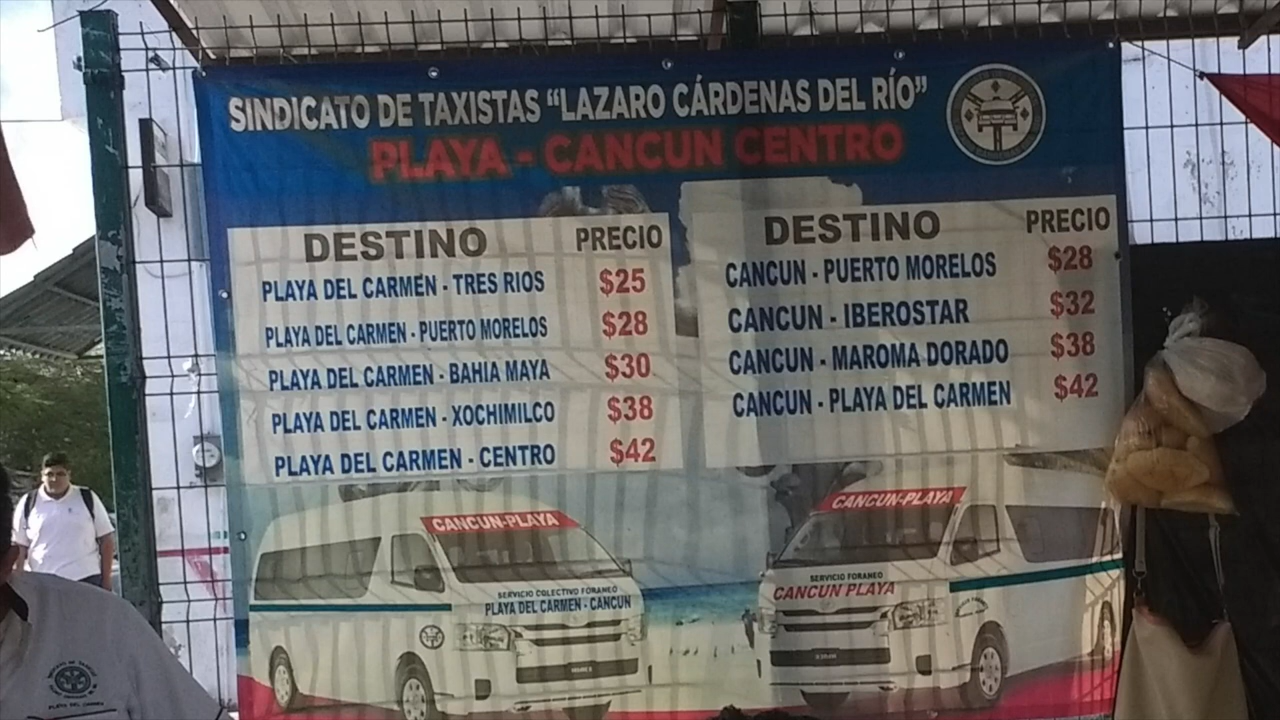 SINDICATO DE TAXISTAS “LAZARO CÁRDENAS DEL RÍO”
PLAYA - CANCUN CENTRO
DESTINO PRECIO
PLAYA DEL CARMEN - TRES RIOS $25
PLAYA DEL CARMEN - PUERTO MORELOS $28
PLAYA DEL CARMEN - BAHIA MAYA $30
PLAYA DEL CARMEN - XOCHIMILCO $38
PLAYA DEL CARMEN - CENTRO $42
DESTINO PRECIO
CANCUN - PUERTO MORELOS $28
CANCUN - IBEROSTAR $32
CANCUN - MAROMA DORADO $38
CANCUN - PLAYA DEL CARMEN $42
CANCUN-PLAYA
SERVICIO COLECTIVO FORANEO
PLAYA DEL CARMEN - CANCUN
CANCUN-PLAYA
SERVICIO FORANEO
CANCUN PLAYA
PLAYA DEL CARMEN